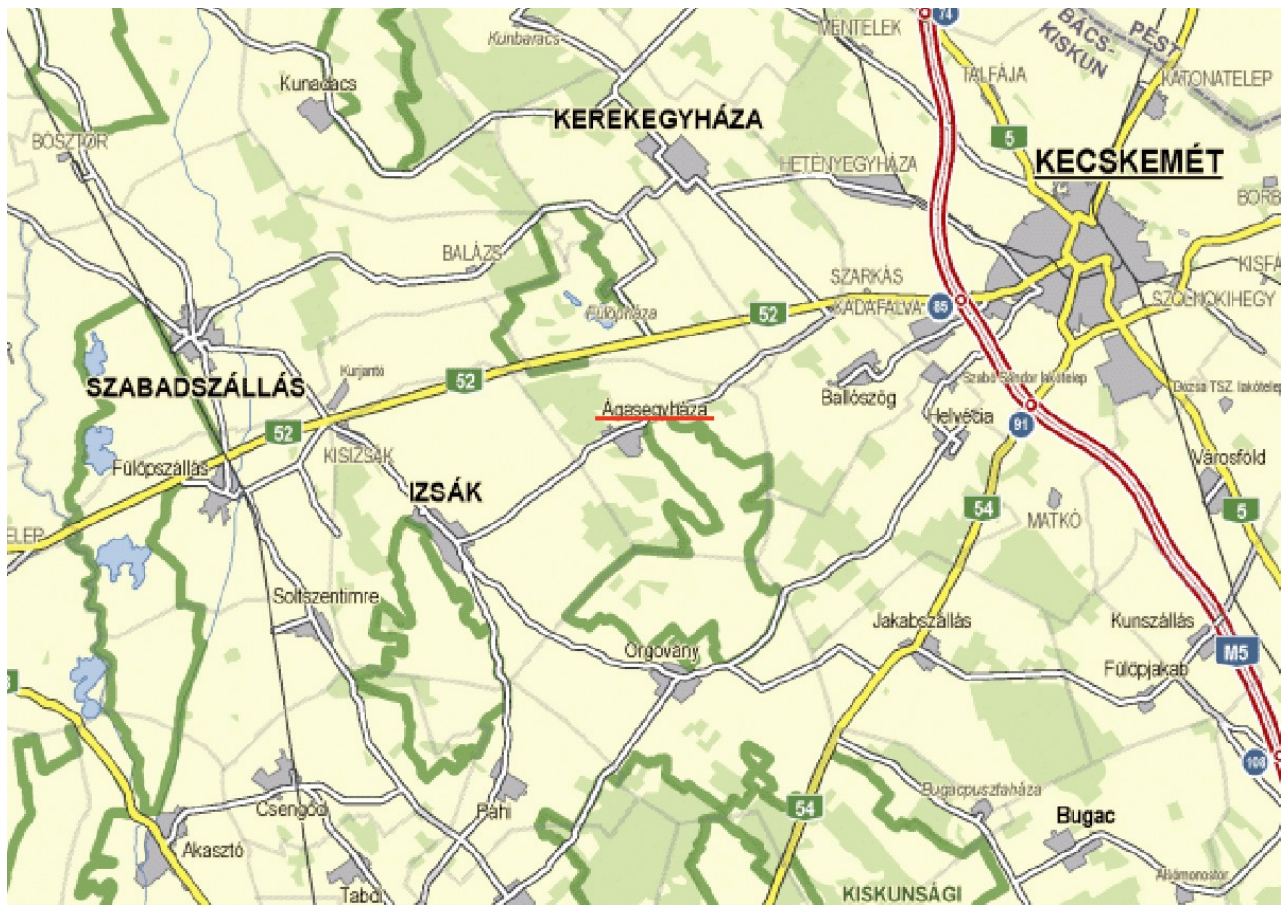 74
MÉNTELEK
BÁCS-
KISKUN
PEST
Kunbaracs
TALFÁJA
KATONATELEP
Kunadacs
KEREKEGYHÁZA
5
BÖSZTÖR
HETÉNYEGYHÁZA
KECSKEMÉT
BORB
BALÁZS
SZARKÁS
KISFÁ
Fülöpháza
52
KADAFALVA
85
SZOLNOKIHEGY
SZABADSZÁLLÁS
Kurjantó
52
Szabó Sándor lakótelep
Dózsa TSZ. lakótelep
Ballószög
Ágasegyháza
Helvécia
52
91
KISIZSÁK
Fülöpszállás
Városföld
IZSÁK
54
MATKÓ
5
ELEP
Soltszentimre
Jakabszállás
Kunszállás
Orgovány
M5
Fülöpjakab
3
108
Bugacpusztaháza
Csengőd
Páhi
54
Bugac
Akasztó
Tabdi
KISKUNSÁGI
Állómonostor